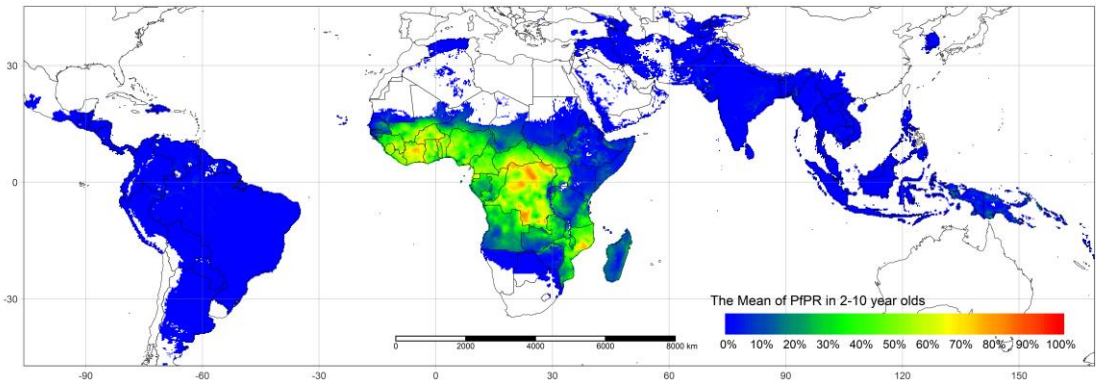 30
0
-30
The Mean of PfPR in 2-10 year olds
0% 10% 20% 30% 40% 50% 60% 70% 80% 90% 100%
0 2000 4000 6000 8000 km
-90 -60 -30 0 30 60 90 120 150